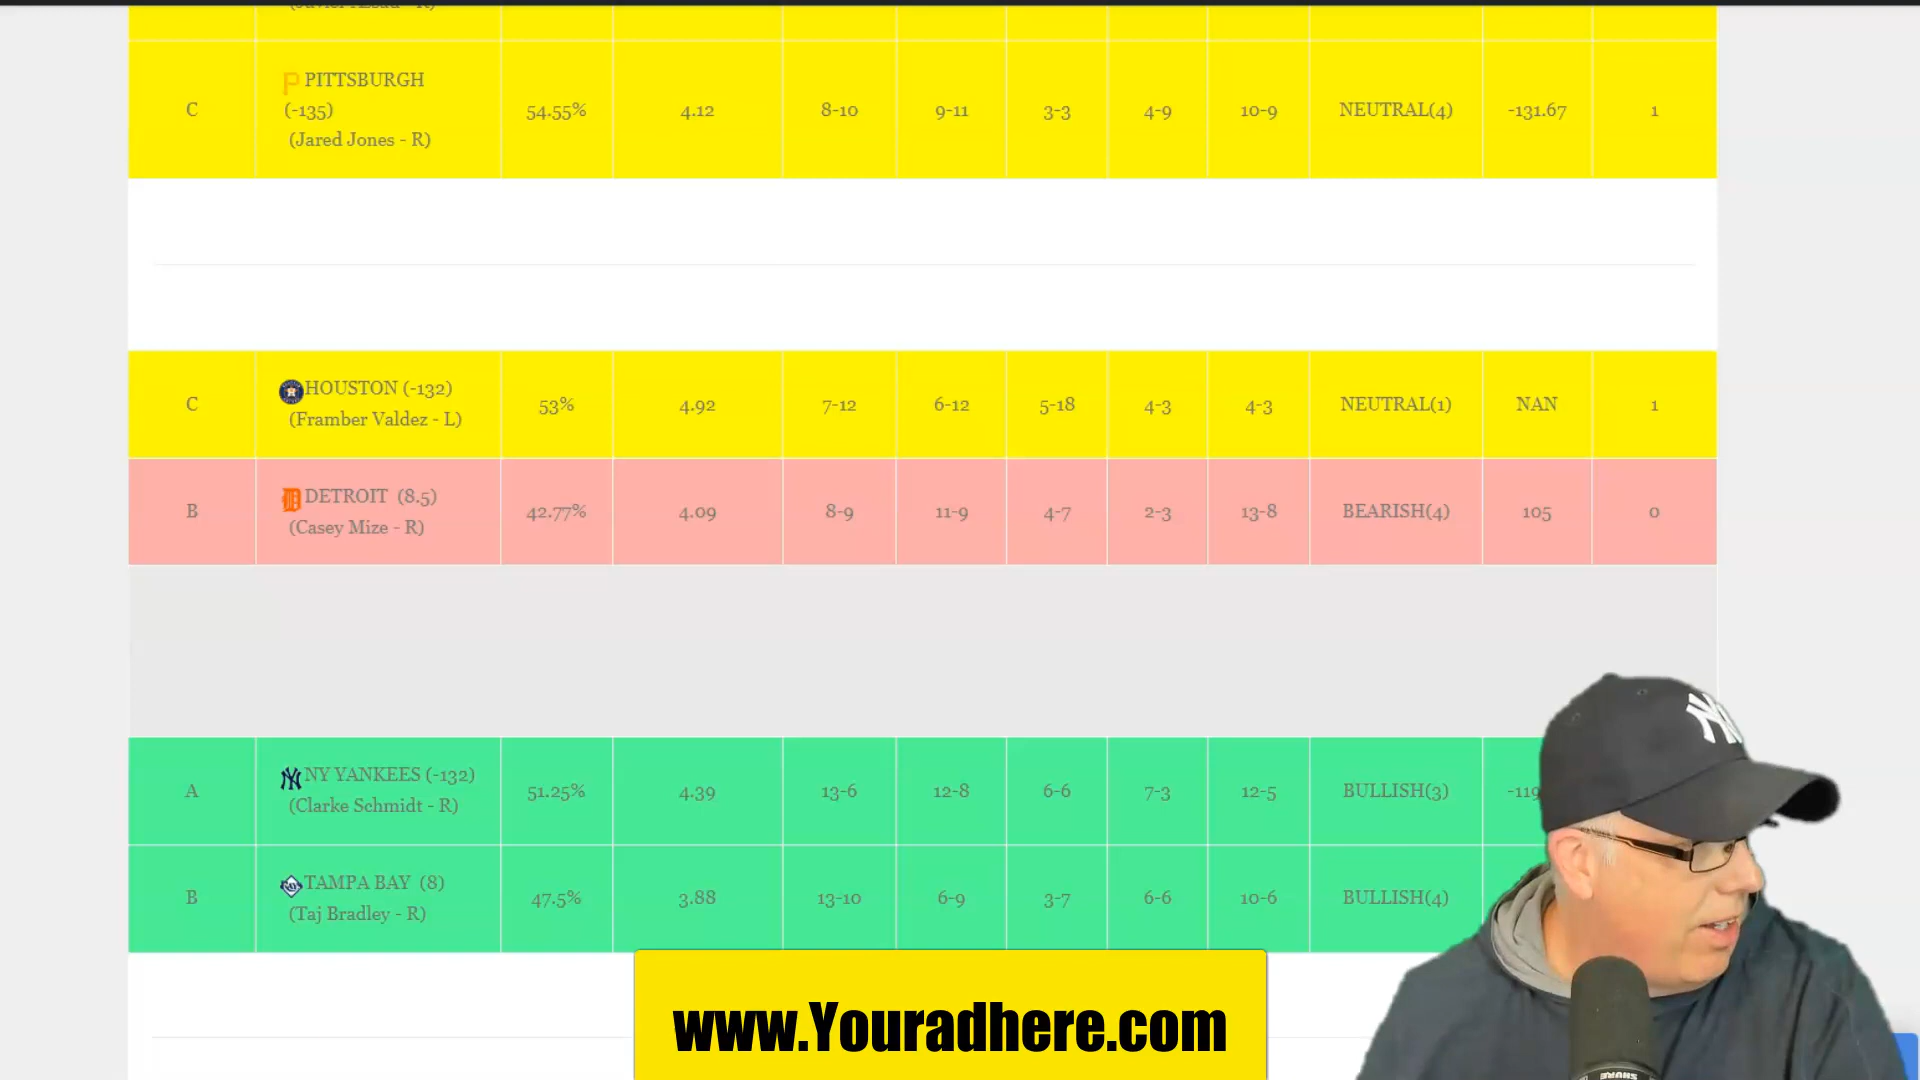 C
PITTSBURGH
(-135)
(Jared Jones - R)
54.55%
4.12
8-10
9-11
3-3
4-9
10-9
NEUTRAL(4)
-131.67
1
C
HOUSTON (-132)
(Framber Valdez - L)
53%
4.92
7-12
6-12
5-18
4-3
4-3
NEUTRAL(1)
NAN
1
B
DETROIT (8.5)
(Casey Mize - R)
42.77%
4.09
8-9
11-9
4-7
2-3
13-8
BEARISH(4)
105
0
A
NY YANKEES (-132)
(Clarke Schmidt - R)
51.25%
4.39
13-6
12-8
6-6
7-3
12-5
BULLISH(3)
-119
B
TAMPA BAY (8)
(Taj Bradley - R)
47.5%
3.88
13-10
6-9
3-7
6-6
10-6
BULLISH(4)
www.Youradhere.com
NY
SHURE